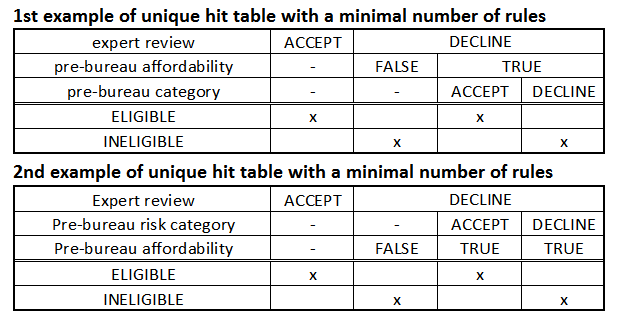 1st example of unique hit table with a minimal number of rules
expert review ACCEPT DECLINE
pre-bureau affordability - FALSE TRUE
pre-bureau category - - ACCEPT DECLINE
ELIGIBLE x x
INELIGIBLE x x
2nd example of unique hit table with a minimal number of rules
Expert review ACCEPT DECLINE
Pre-bureau risk category - - ACCEPT DECLINE
Pre-bureau affordability - FALSE TRUE TRUE
ELIGIBLE x x
INELIGIBLE x x